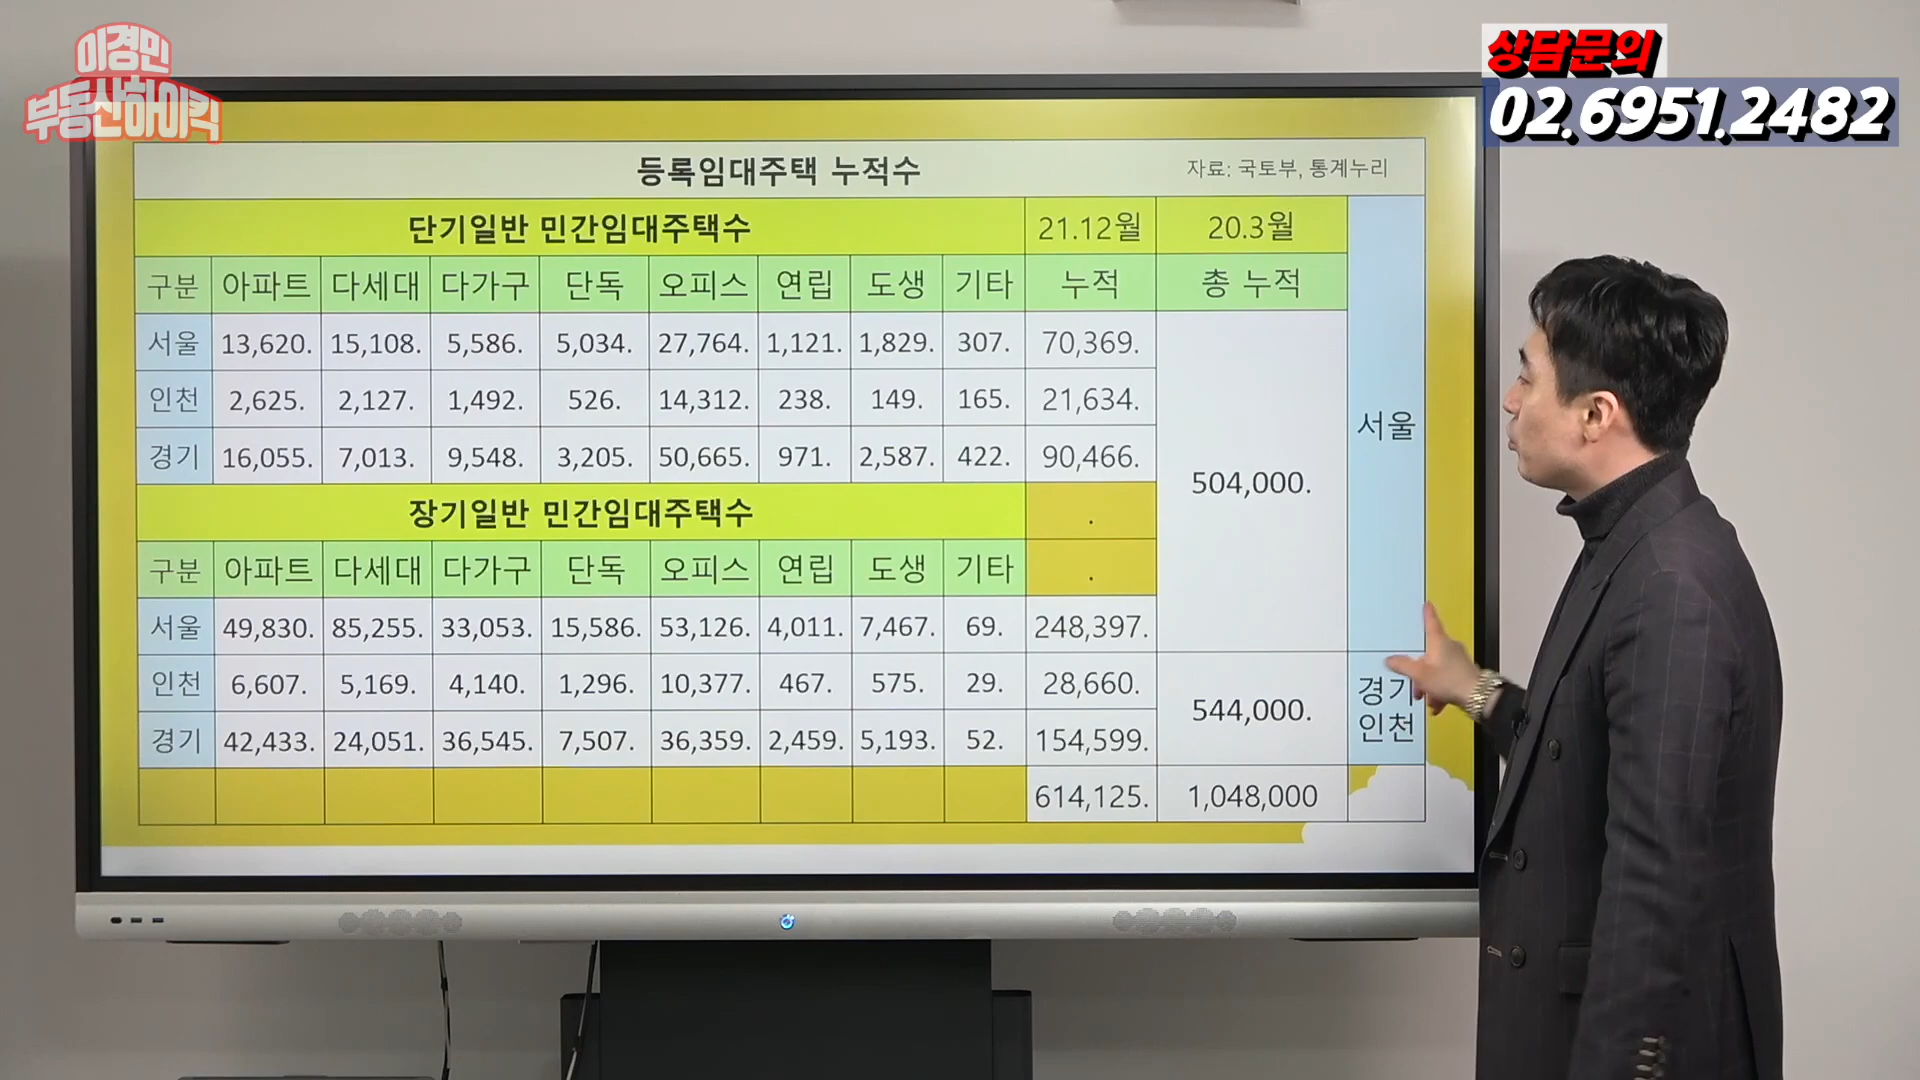 이경민
부동산하이킥
상담문의
02.6951.2482
등록임대주택 누적수 자료: 국토부, 통계누리
단기일반 민간임대주택수 21.12월 20.3월
구분 아파트 다세대 다가구 단독 오피스 연립 도생 기타 누적 총 누적
서울 13,620. 15,108. 5,586. 5,034. 27,764. 1,121. 1,829. 307. 70,369.
인천 2,625. 2,127. 1,492. 526. 14,312. 238. 149. 165. 21,634.
경기 16,055. 7,013. 9,548. 3,205. 50,665. 971. 2,587. 422. 90,466.
504,000. 서울
장기일반 민간임대주택수 .
구분 아파트 다세대 다가구 단독 오피스 연립 도생 기타 .
서울 49,830. 85,255. 33,053. 15,586. 53,126. 4,011. 7,467. 69. 248,397.
인천 6,607. 5,169. 4,140. 1,296. 10,377. 467. 575. 29. 28,660.
경기 42,433. 24,051. 36,545. 7,507. 36,359. 2,459. 5,193. 52. 154,599.
544,000. 경기
인천
614,125. 1,048,000